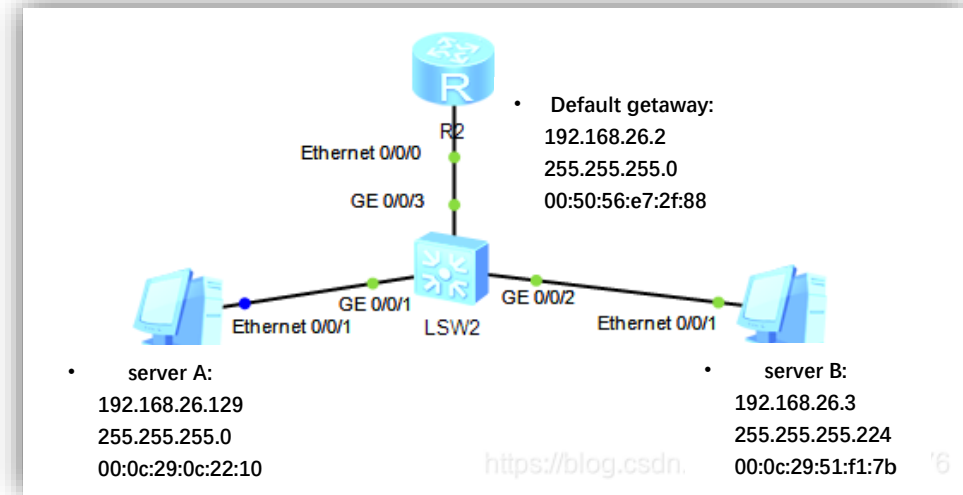 R
R2
• Default getaway:
192.168.26.2
255.255.255.0
00:50:56:e7:2f:88
Ethernet 0/0/0
GE 0/0/3
GE 0/0/1
GE 0/0/2
Ethernet 0/0/1
LSW2
Ethernet 0/0/1
• server A:
192.168.26.129
255.255.255.0
00:0c:29:0c:22:10
• server B:
192.168.26.3
255.255.255.224
00:0c:29:51:f1:7b
https://blog.csdn.